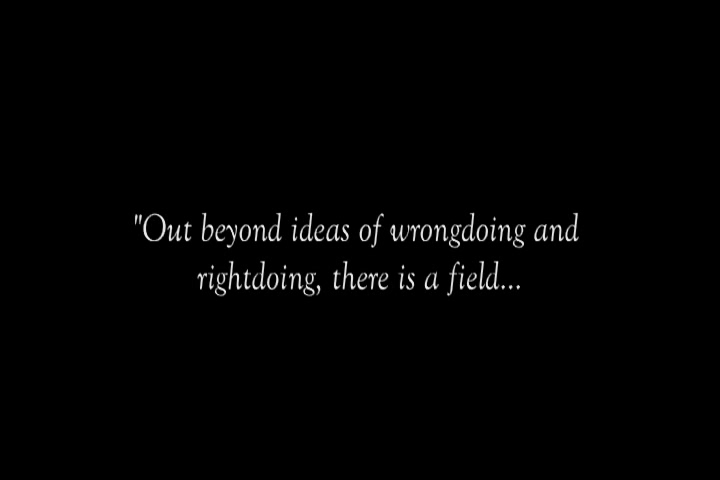 "Out beyond ideas of wrongdoing and
rightdoing, there is a field...